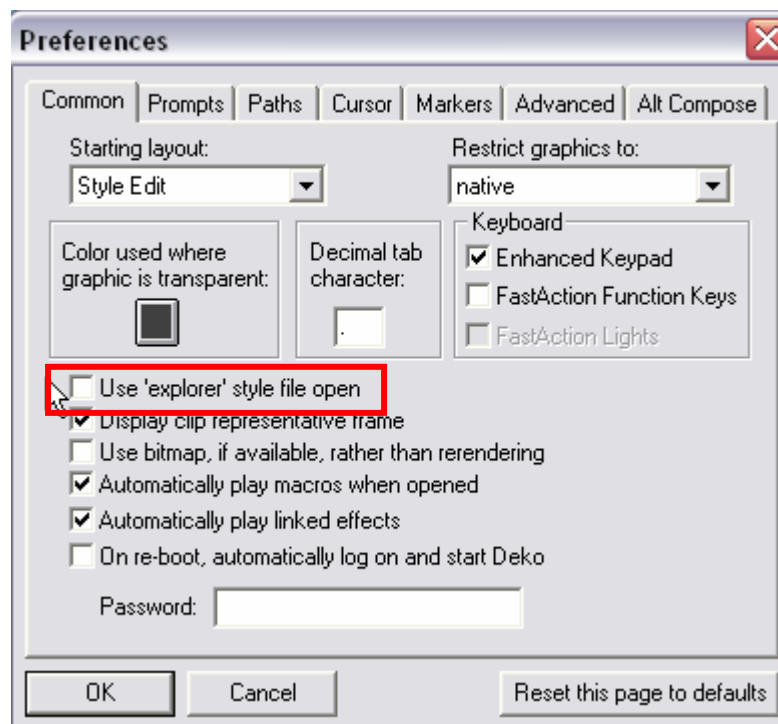 Preferences
Common Prompts Paths Cursor Markers Advanced Alt Compose
Starting layout:
Restrict graphics to:
Style Edit
native
Color used where
graphic is transparent:
Decimal tab
character:
.
Keyboard
Enhanced Keypad
FastAction Function Keys
FastAction Lights
Use 'explorer' style file open
Display clip representative frame
Use bitmap, if available, rather than rerendering
Automatically play macros when opened
Automatically play linked effects
On re-boot, automatically log on and start Deko
Password:
OK Cancel Reset this page to defaults